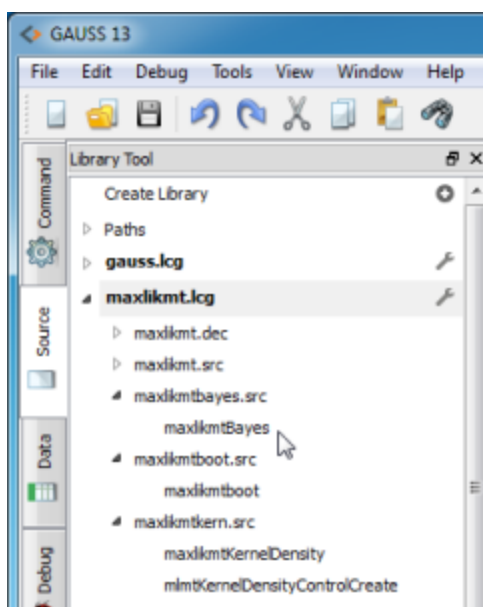 GAUSS 13
File Edit Debug Tools View Window Help
Library Tool
Create Library
Paths
gauss.lcg
maxlikmt.lcg
maxlikmt.dec
maxlikmt.src
maxlikmtbayes.src
maxlikmtBayes
maxlikmtboot.src
maxlikmtboot
maxlikmtkern.src
maxlikmtKernelDensity
mlmtKernelDensityControlCreate
Command
Source
Data
Debug